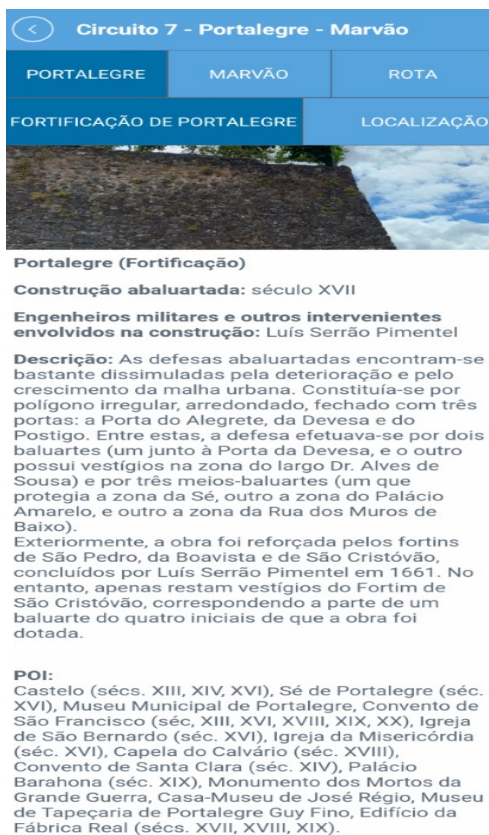 Circuito 7 - Portalegre - Marvão
PORTALEGRE MARVÃO ROTA
FORTIFICAÇÃO DE PORTALEGRE LOCALIZAÇÃO
Portalegre (Fortificação)
Construção abaluartada: século XVII
Engenheiros militares e outros intervenientes
envolvidos na construção: Luís Serrão Pimentel
Descrição: As defesas abaluartadas encontram-se
bastante dissimuladas pela deterioração e pelo
crescimento da malha urbana. Constituía-se por
polígono irregular, arredondado, fechado com três
portas: a Porta do Alegrete, da Devesa e do
Postigo. Entre estas, a defesa efetuava-se por dois
baluartes (um junto à Porta da Devesa, e o outro
possui vestígios na zona do largo Dr. Alves de
Sousa) e por três meios-baluartes (um que
protegia a zona da Sé, outro a zona do Palácio
Amarelo, e outro a zona da Rua dos Muros de
Baixo).
Exteriormente, a obra foi reforçada pelos fortins
de São Pedro, da Boavista e de São Cristóvão,
concluídos por Luís Serrão Pimentel em 1661. No
entanto, apenas restam vestígios do Fortim de
São Cristóvão, correspondendo a parte de um
baluarte do quatro iniciais de que a obra foi
dotada.
POI:
Castelo (sécs. XIII, XIV, XVI), Sé de Portalegre (séc.
XVI), Museu Municipal de Portalegre, Convento de
São Francisco (séc, XIII, XVI, XVIII, XIX, XX), Igreja
de São Bernardo (séc. XVI), Igreja da Misericórdia
(séc. XVI), Capela do Calvário (séc. XVIII),
Convento de Santa Clara (séc. XIV), Palácio
Barahona (séc. XIX), Monumento dos Mortos da
Grande Guerra, Casa-Museu de José Régio, Museu
de Tapeçaria de Portalegre Guy Fino, Edifício da
Fábrica Real (sécs. XVII, XVIII, XIX).